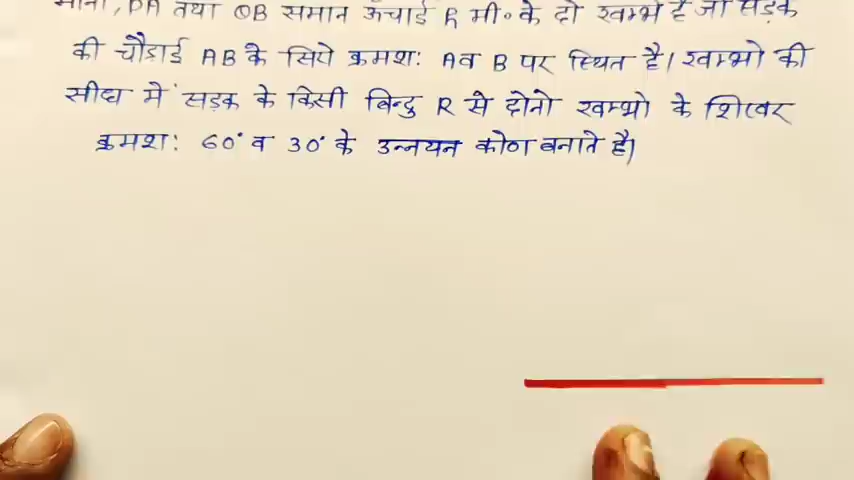 माना, PA तथा QB समान ऊँचाई h मी० के दो खम्भे है जो सड़क
की चौड़ाई AB के सिरो क्रमश: A व B पर स्थित है। खम्भो की
सीध मे सड़क के किसी बिन्दु R से दोनो खम्भो के शिखर
क्रमश: 60° व 30° के उन्नयन कोण बनाते है।